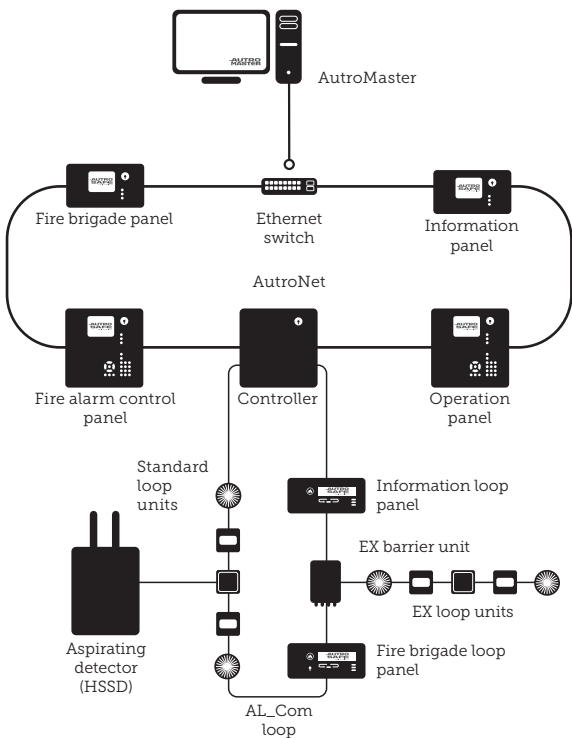 AUTRO
MASTER
AutroMaster
AUTRO
SAFE
AUTRO
SAFE
Fire brigade panel
Ethernet
switch
Information
panel
AutroNet
AUTRO
SAFE
AUTRO
SAFE
Fire alarm control
panel
Controller
Operation
panel
Standard
loop
units
AUTRO
SAFE
Information loop
panel
EX barrier unit
EX loop units
Aspirating
detector
(HSSD)
AUTRO
SAFE
Fire brigade loop
panel
AL_Com
loop